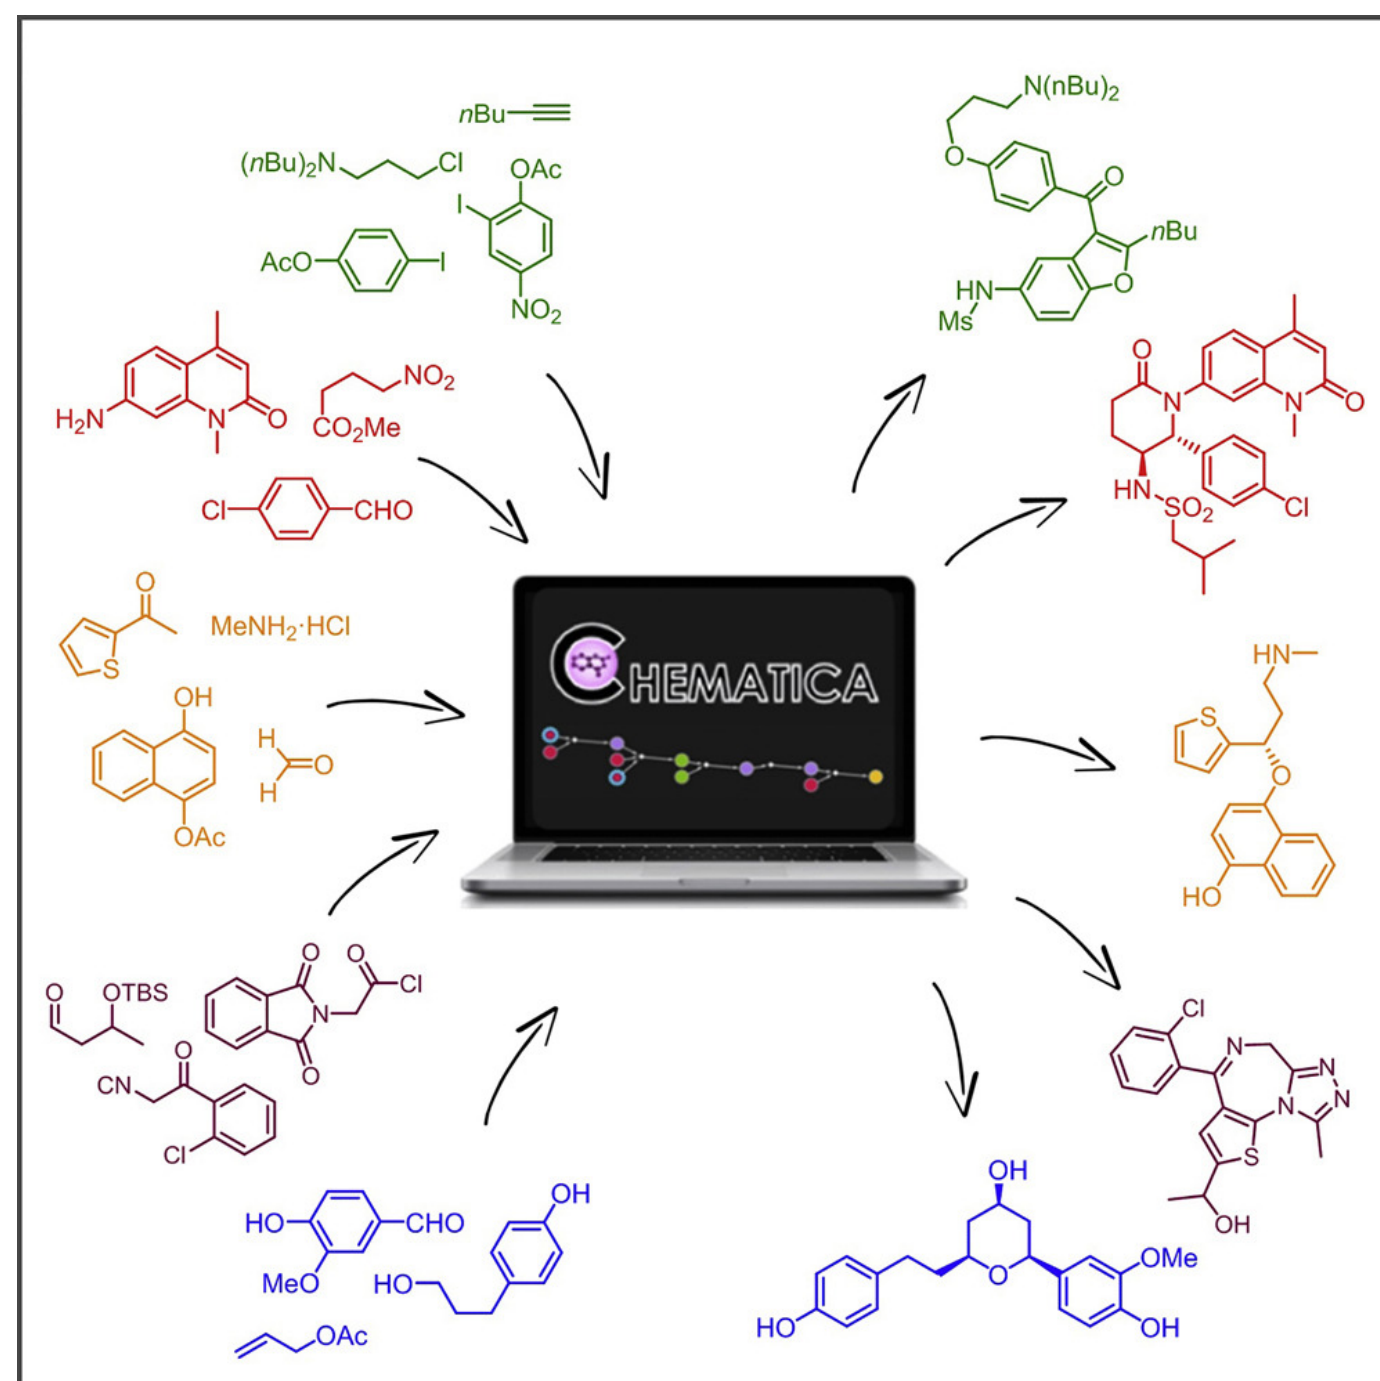 nBu
(nBu)₂N
Cl
OAc
I
AcO
I
NO₂
N(nBu)₂
O
O
nBu
O
HN
Ms
H₂N
N
O
NO₂
CO₂Me
Cl
CHO
O
N
N
O
HN
SO₂
Cl
O
S
MeNH₂·HCl
OH
OAc
H
O
H
CHEMATICA
HN
S
O
HO
O
OTBS
O
O
N
O
Cl
CN
O
Cl
Cl
N
N
N
N
S
OH
HO
CHO
MeO
OH
HO
OAc
OH
O
HO
OMe
OH